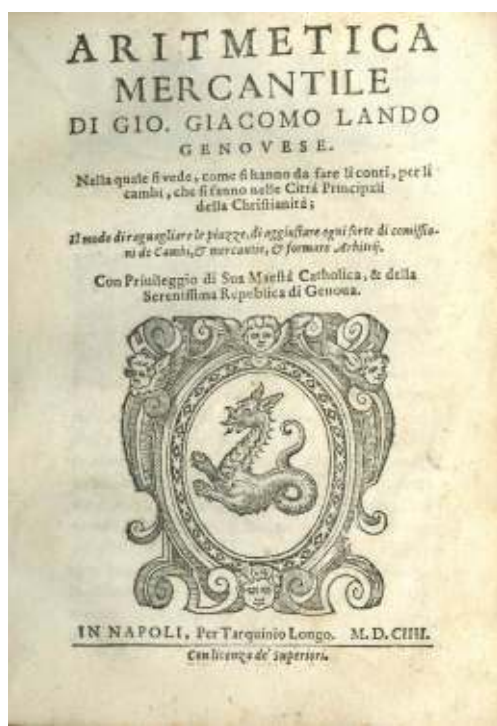 ARITMETICA
MERCANTILE
DI GIO. GIACOMO LANDO
GENOVESE.
Nella quale si vede, come si hanno da fare li conti, per li
cambi, che si fanno nelle Città Principali
della Christianità;
Il modo di raguagliare le piazze, di aggiustare ogni sorte di comissio-
ni de Cambi, & mercantie, & formare Arbitrij.
Con Priuileggio di Sua Maestà Catholica, & della
Serenissima Republica di Genoua.
IN NAPOLI, Per Tarquinio Longo. M. D. CIIII.
Con licenza de' Superiori.